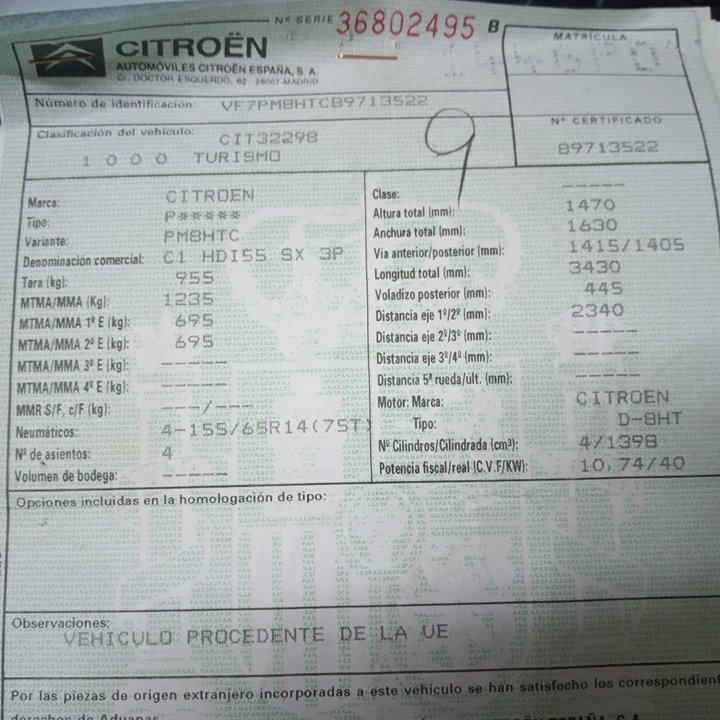 Nº SERIE 36802495 B
CITROËN
AUTOMÓVILES CITROËN ESPAÑA, S. A.
C/. DOCTOR ESQUERDO, 62 - 28007-MADRID
MATRÍCULA
Número de identificación: VF7PM8HTCB9713522
Nº CERTIFICADO
B9713522
Clasificación del vehículo: CIT32298
1000 TURISMO
9
Marca: CITROEN
Tipo: P*****
Variante: PM8HTC
Denominación comercial: C1 HDI55 SX 3P
Tara (kg): 955
MTMA/MMA (Kg): 1235
MTMA/MMA 1º E (kg): 695
MTMA/MMA 2º E (kg): 695
MTMA/MMA 3º E (kg): -----
MTMA/MMA 4º E (kg): -----
MMR S/F, c/F (kg): ---/---
Neumáticos: 4-155/65R14(75T)
Nº de asientos: 4
Volumen de bodega: -----
Clase: -----
Altura total (mm): 1470
Anchura total (mm): 1630
Via anterior/posterior (mm): 1415/1405
Longitud total (mm): 3430
Voladizo posterior (mm): 445
Distancia eje 1º/2º (mm): 2340
Distancia eje 2º/3º (mm): -----
Distancia eje 3º/4º (mm): -----
Distancia 5ª rueda/últ. (mm): -----
Motor: Marca: CITROEN
Tipo: D-8HT
Nº Cilindros/Cilindrada (cm³): 4/1398
Potencia fiscal/real (C.V.F/KW): 10,74/40
Opciones incluidas en la homologación de tipo:
Observaciones:
VEHICULO PROCEDENTE DE LA UE
Por las piezas de origen extranjero incorporadas a este vehículo se han satisfecho los correspondient
derechos de Aduanas